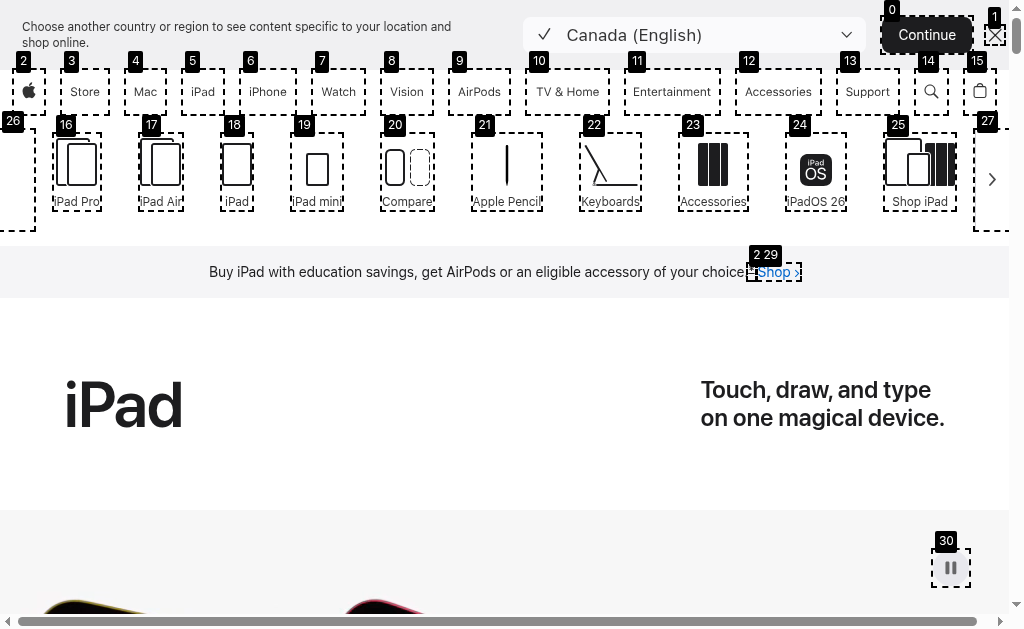 Choose another country or region to see content specific to your location and
shop online.
Canada (English)
Continue
0
1
2
3
4
5
6
7
8
9
10
11
12
13
14
15
Store
Mac
iPad
iPhone
Watch
Vision
AirPods
TV & Home
Entertainment
Accessories
Support
26
16
17
18
19
20
21
22
23
24
25
27
iPad
OS
iPad Pro
iPad Air
iPad
iPad mini
Compare
Apple Pencil
Keyboards
Accessories
iPadOS 26
Shop iPad
2 29
Buy iPad with education savings, get AirPods or an eligible accessory of your choice.* Shop ›
iPad
Touch, draw, and type
on one magical device.
30